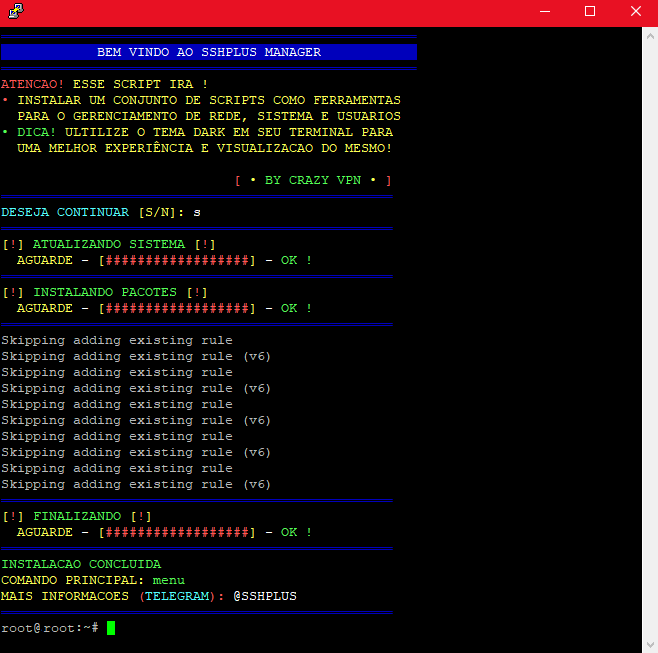 BEM VINDO AO SSHPLUS MANAGER
ATENCAO! ESSE SCRIPT IRA !
• INSTALAR UM CONJUNTO DE SCRIPTS COMO FERRAMENTAS
PARA O GERENCIAMENTO DE REDE, SISTEMA E USUARIOS
• DICA! ULTILIZE O TEMA DARK EM SEU TERMINAL PARA
UMA MELHOR EXPERIÊNCIA E VISUALIZACAO DO MESMO!
[ • BY CRAZY VPN • ]
DESEJA CONTINUAR [S/N]: s
[!] ATUALIZANDO SISTEMA [!]
AGUARDE - [##################] - OK !
[!] INSTALANDO PACOTES [!]
AGUARDE - [##################] - OK !
Skipping adding existing rule
Skipping adding existing rule (v6)
Skipping adding existing rule
Skipping adding existing rule (v6)
Skipping adding existing rule
Skipping adding existing rule (v6)
Skipping adding existing rule
Skipping adding existing rule (v6)
Skipping adding existing rule
Skipping adding existing rule (v6)
[!] FINALIZANDO [!]
AGUARDE - [##################] - OK !
INSTALACAO CONCLUIDA
COMANDO PRINCIPAL: menu
MAIS INFORMACOES (TELEGRAM): @SSHPLUS
root@root:~#